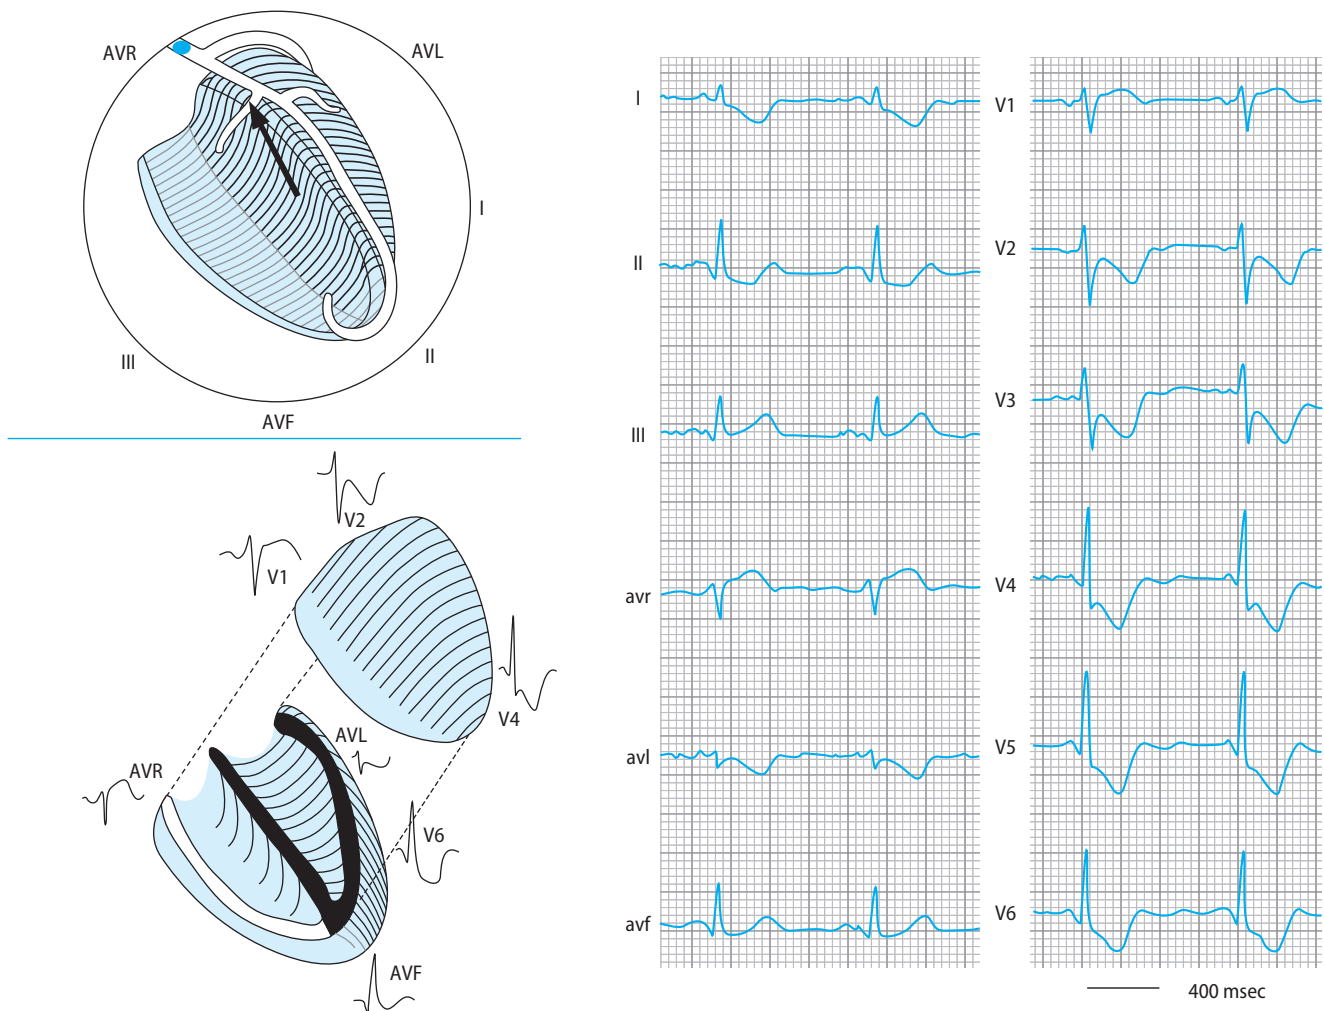 AVR
AVL
I
II
III
AVF
V2
V1
V4
AVL
AVR
V6
AVF
I
II
III
avr
avl
avf
V1
V2
V3
V4
V5
V6
400 msec